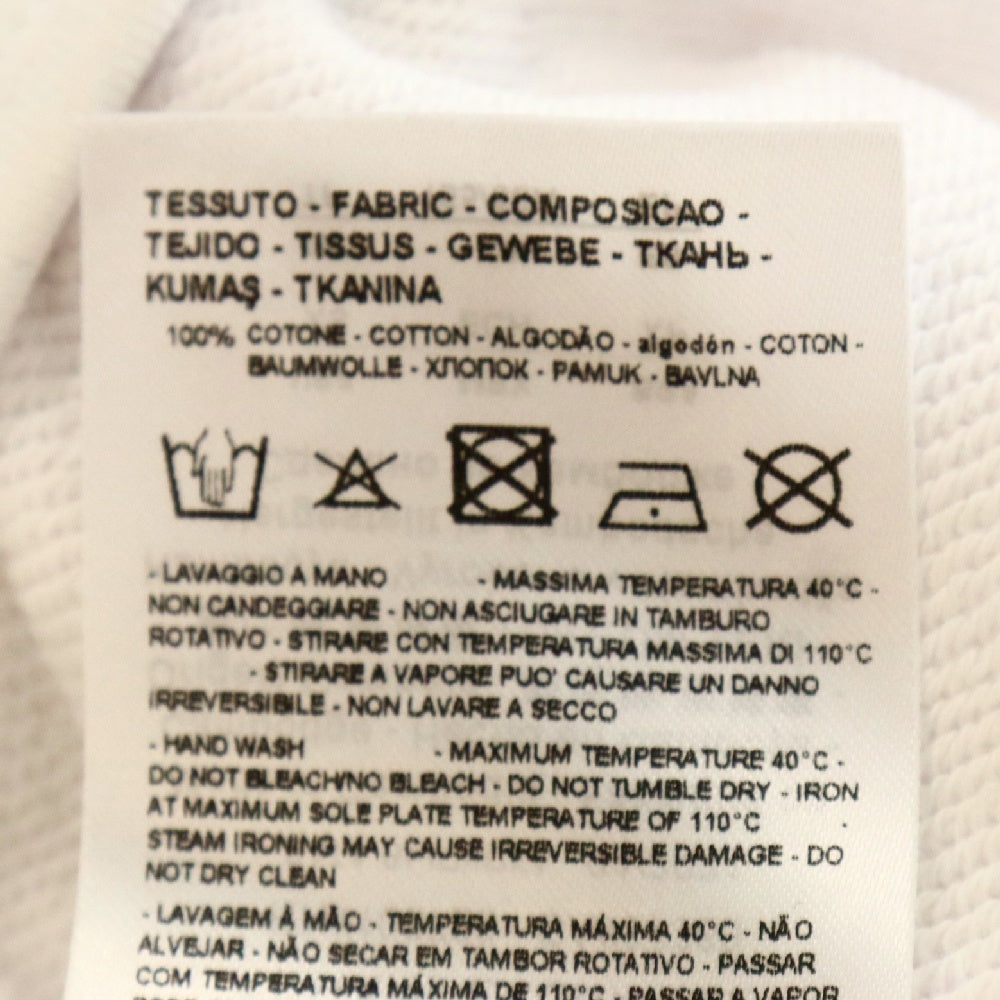 TESSUTO - FABRIC - COMPOSICAO -
TEJIDO - TISSUS - GEWEBE - ТКАНЬ -
KUMAŞ - TKANINA
100% COTONE - COTTON - ALGODÃO - algodón - COTON -
BAUMWOLLE - ХЛОПОК - PAMUK - BAVLNA
- LAVAGGIO A MANO - MASSIMA TEMPERATURA 40°C -
NON CANDEGGIARE - NON ASCIUGARE IN TAMBURO
ROTATIVO - STIRARE CON TEMPERATURA MASSIMA DI 110°C
- STIRARE A VAPORE PUO' CAUSARE UN DANNO
IRREVERSIBILE - NON LAVARE A SECCO
- HAND WASH - MAXIMUM TEMPERATURE 40°C -
DO NOT BLEACH/NO BLEACH - DO NOT TUMBLE DRY - IRON
AT MAXIMUM SOLE PLATE TEMPERATURE OF 110°C -
STEAM IRONING MAY CAUSE IRREVERSIBLE DAMAGE - DO
NOT DRY CLEAN
- LAVAGEM À MÃO - TEMPERATURA MÁXIMA 40°C - NÃO
ALVEJAR - NÃO SECAR EM TAMBOR ROTATIVO - PASSAR
COM TEMPERATURA MÁXIMA DE 110°C - PASSAR A VAPOR